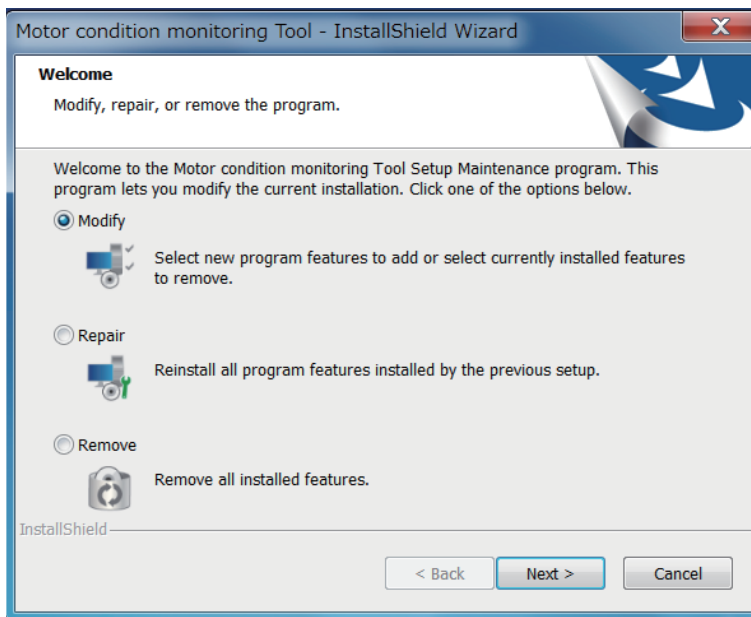 Motor condition monitoring Tool - InstallShield Wizard
X
Welcome
Modify, repair, or remove the program.
Welcome to the Motor condition monitoring Tool Setup Maintenance program. This
program lets you modify the current installation. Click one of the options below.
Modify
Select new program features to add or select currently installed features
to remove.
Repair
Reinstall all program features installed by the previous setup.
Remove
Remove all installed features.
InstallShield
< Back Next > Cancel